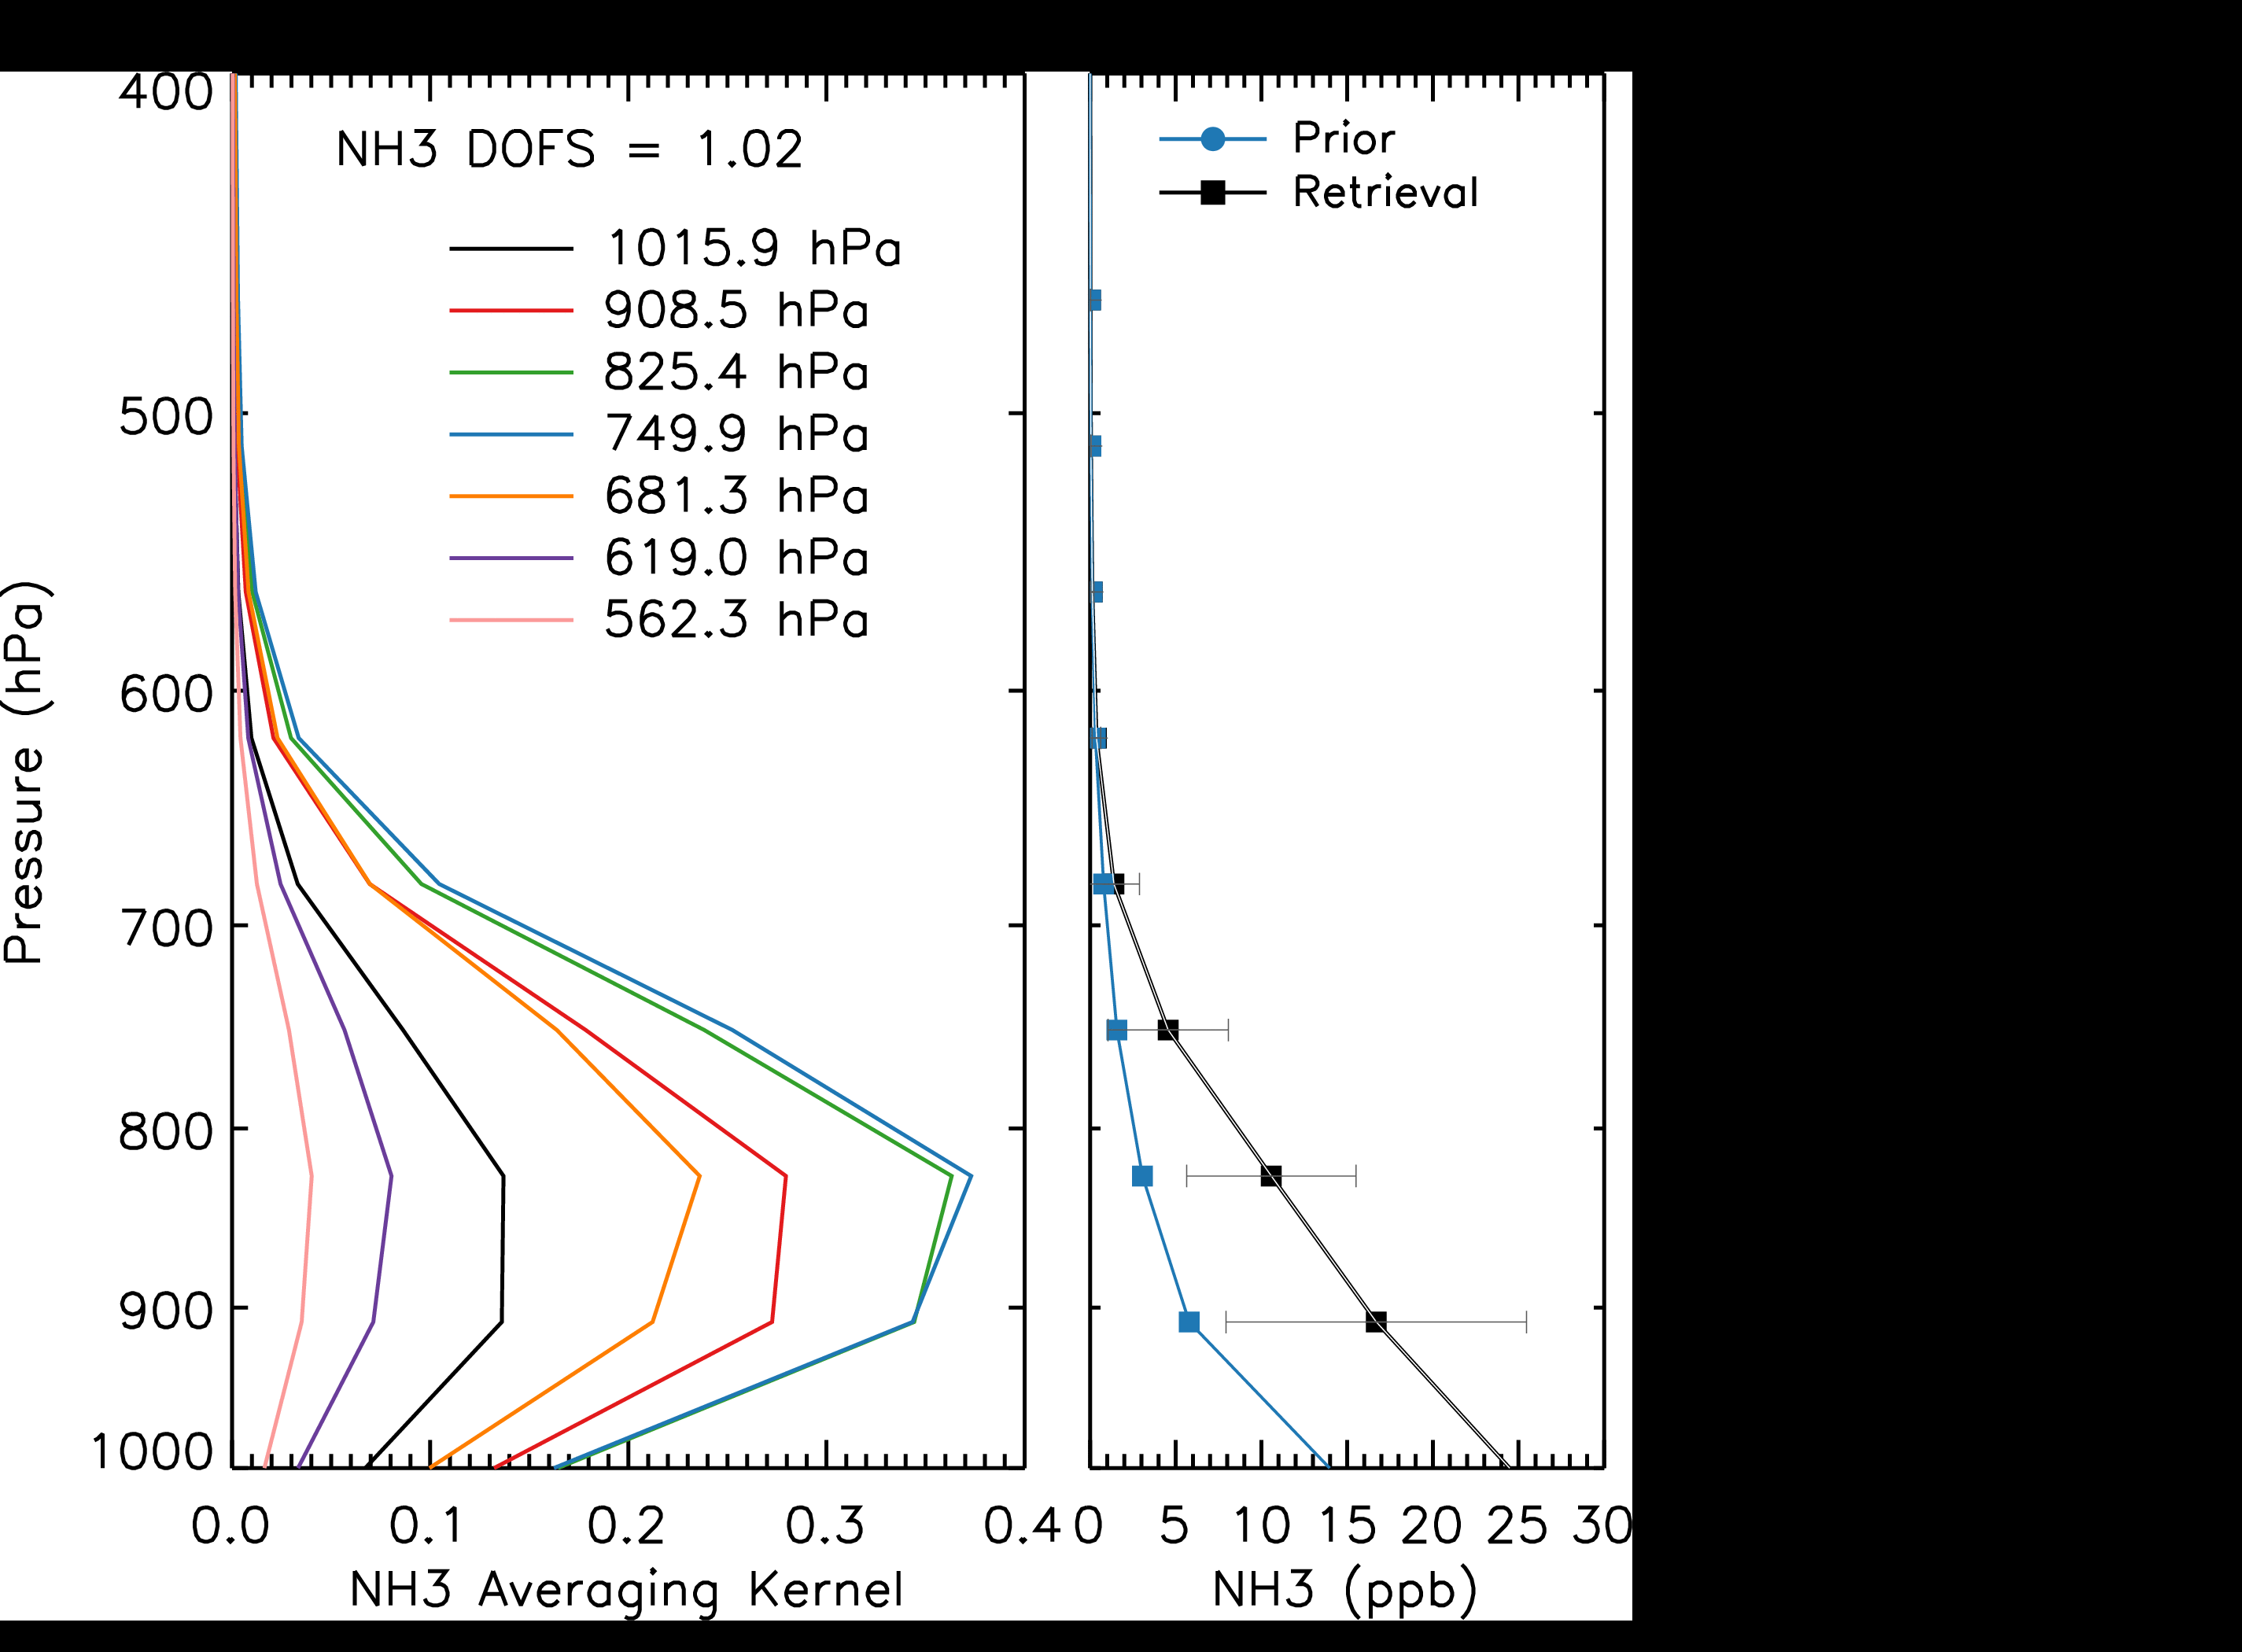 400
500
600
700
800
900
1000
Pressure (hPa)
NH3 DOFS = 1.02
1015.9 hPa
908.5 hPa
825.4 hPa
749.9 hPa
681.3 hPa
619.0 hPa
562.3 hPa
0.0 0.1 0.2 0.3 0.4
NH3 Averaging Kernel
Prior
Retrieval
0 5 10 15 20 25 30
NH3 (ppb)